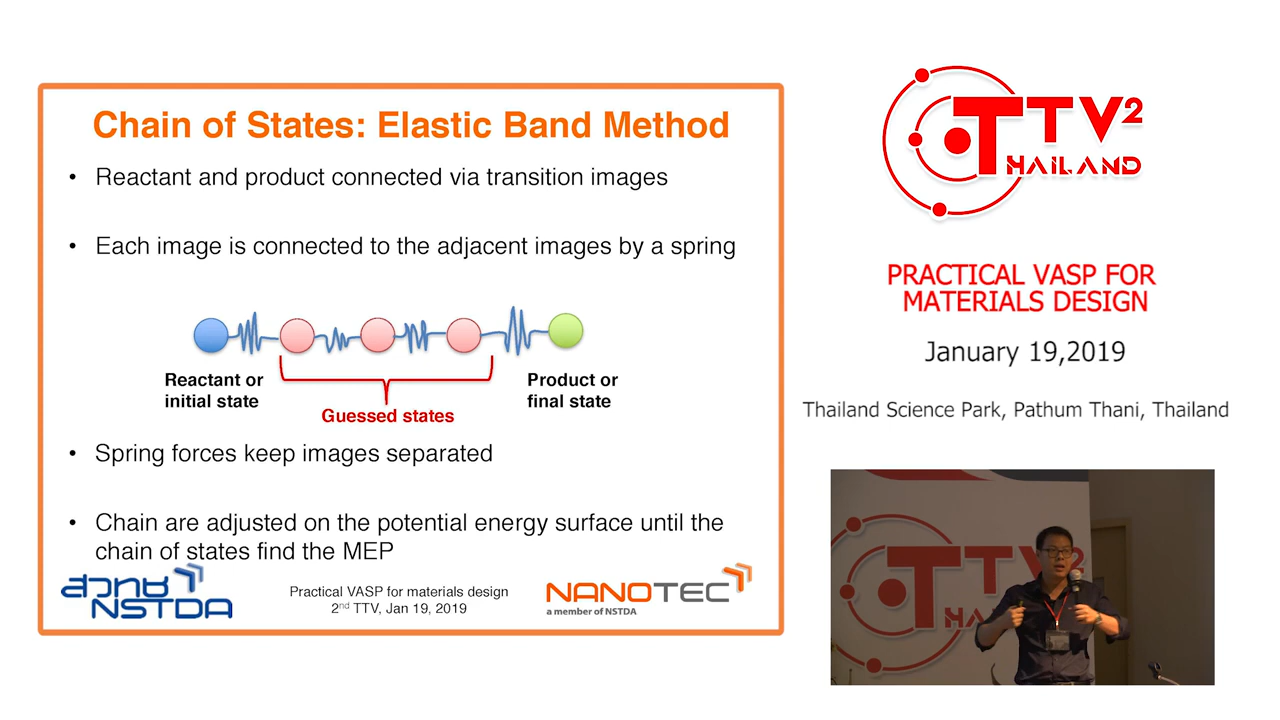 Chain of States: Elastic Band Method
• Reactant and product connected via transition images
• Each image is connected to the adjacent images by a spring
Reactant or
initial state
Guessed states
Product or
final state
• Spring forces keep images separated
• Chain are adjusted on the potential energy surface until the
chain of states find the MEP
สวทช
NSTDA
Practical VASP for materials design
2nd TTV, Jan 19, 2019
NANOTEC
a member of NSTDA
TTV2
THAILAND
PRACTICAL VASP FOR
MATERIALS DESIGN
January 19,2019
Thailand Science Park, Pathum Thani, Thailand
TTV2